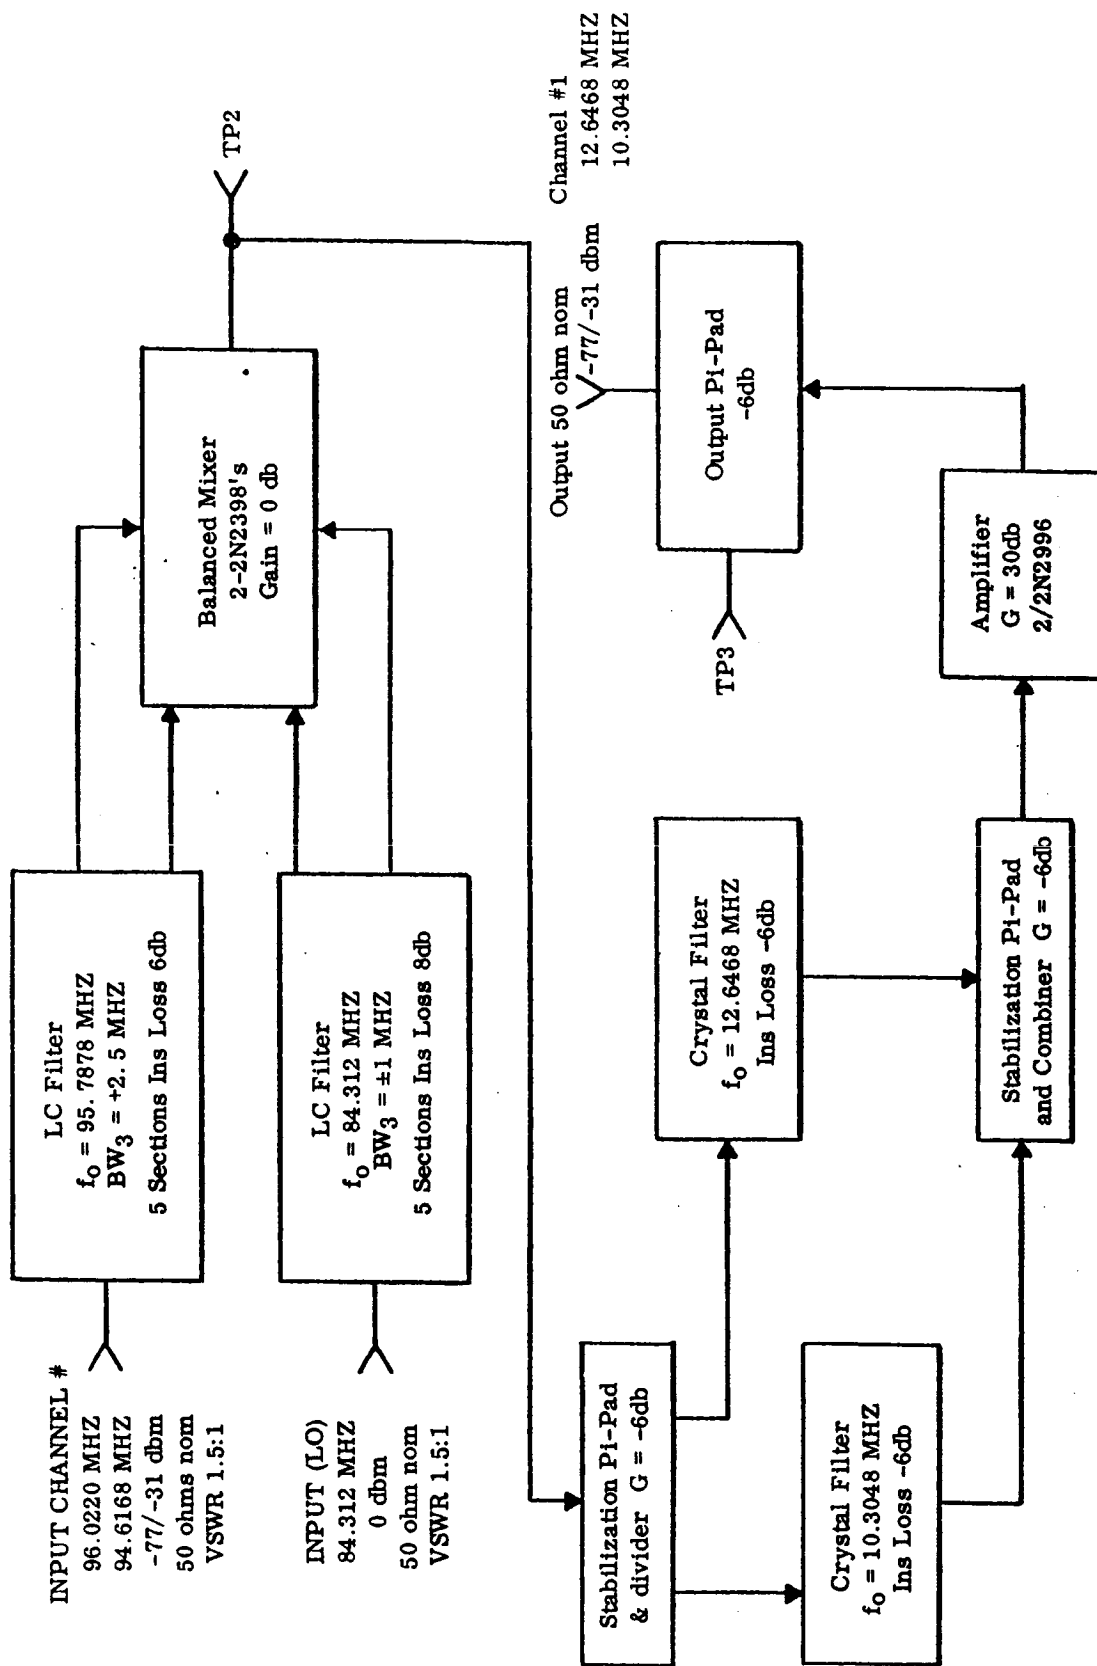 INPUT CHANNEL #
96.0220 MHZ
94.6168 MHZ
-77/-31 dbm
50 ohms nom
VSWR 1.5:1
LC Filter
fo = 95.7878 MHZ
BW3 = +2.5 MHZ
5 Sections Ins Loss 6db
INPUT (LO)
84.312 MHZ
0 dbm
50 ohm nom
VSWR 1.5:1
LC Filter
fo = 84.312 MHZ
BW3 = ±1 MHZ
5 Sections Ins Loss 8db
Balanced Mixer
2-2N2398's
Gain = 0 db
TP2
Stabilization Pi-Pad
& divider G = -6db
Crystal Filter
fo = 12.6468 MHZ
Ins Loss -6db
Crystal Filter
fo = 10.3048 MHZ
Ins Loss -6db
Stabilization Pi-Pad
and Combiner G = -6db
Amplifier
G = 30db
2/2N2996
Output Pi-Pad
-6db
TP3
Output 50 ohm nom
-77/-31 dbm
Channel #1
12.6468 MHZ
10.3048 MHZ